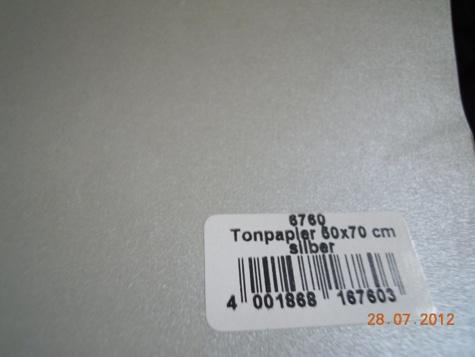 6760
Tonpapier 50x70 cm
silber
4 001868 167603
28.07.2012